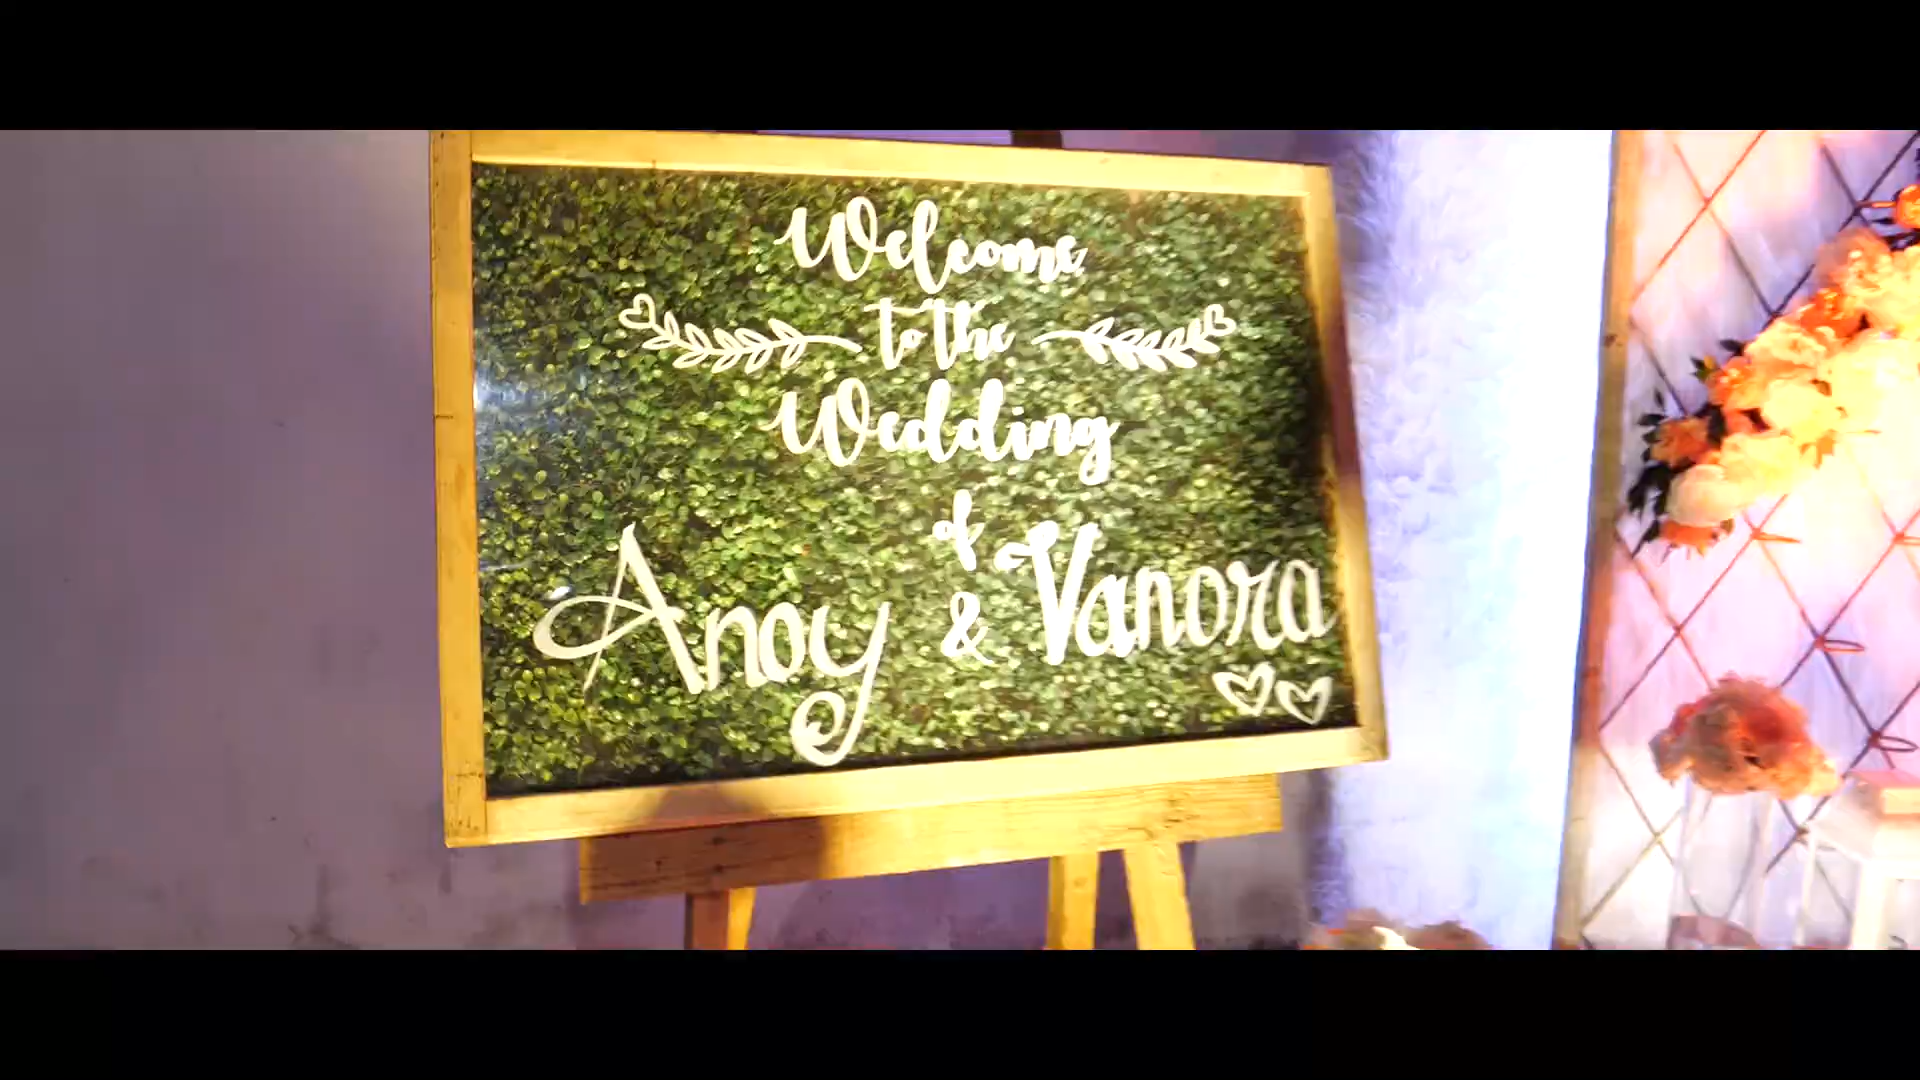 Welcome
to the
Wedding
of
Anoy & Vanora